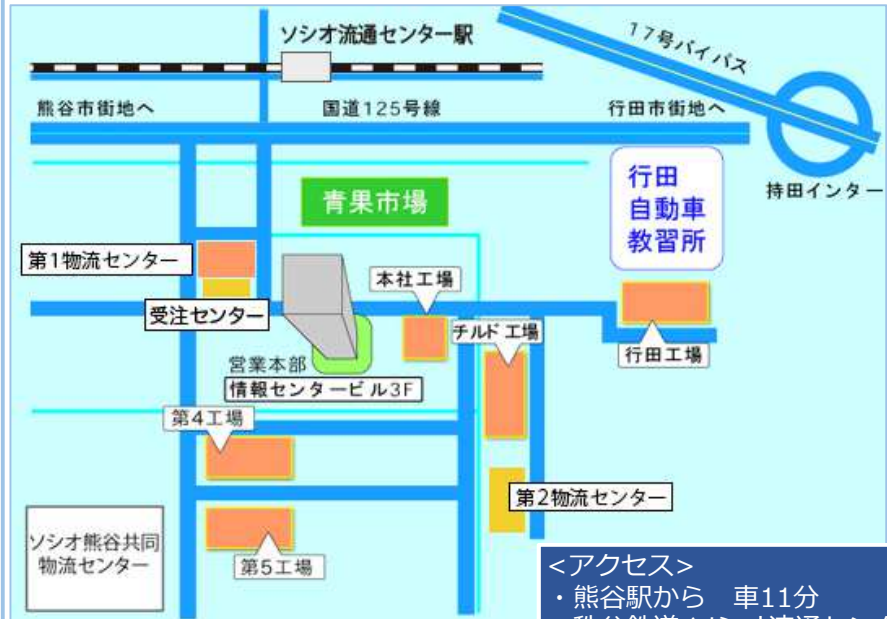 ソシオ流通センター駅
17号バイパス
熊谷市街地へ
国道125号線
行田市街地へ
持田インター
青果市場
行田
自動車
教習所
第1物流センター
本社工場
受注センター
チルド工場
行田工場
営業本部
情報センタービル3F
第4工場
第2物流センター
ソシオ熊谷共同
物流センター
第5工場
<アクセス>
・熊谷駅から 車11分